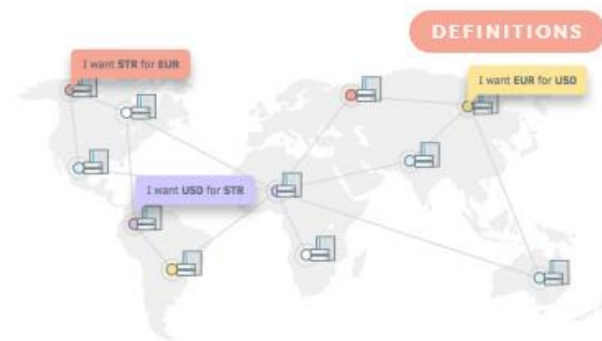 DEFINITIONS
I want STR for EUR
I want EUR for USD
I want USD for STR